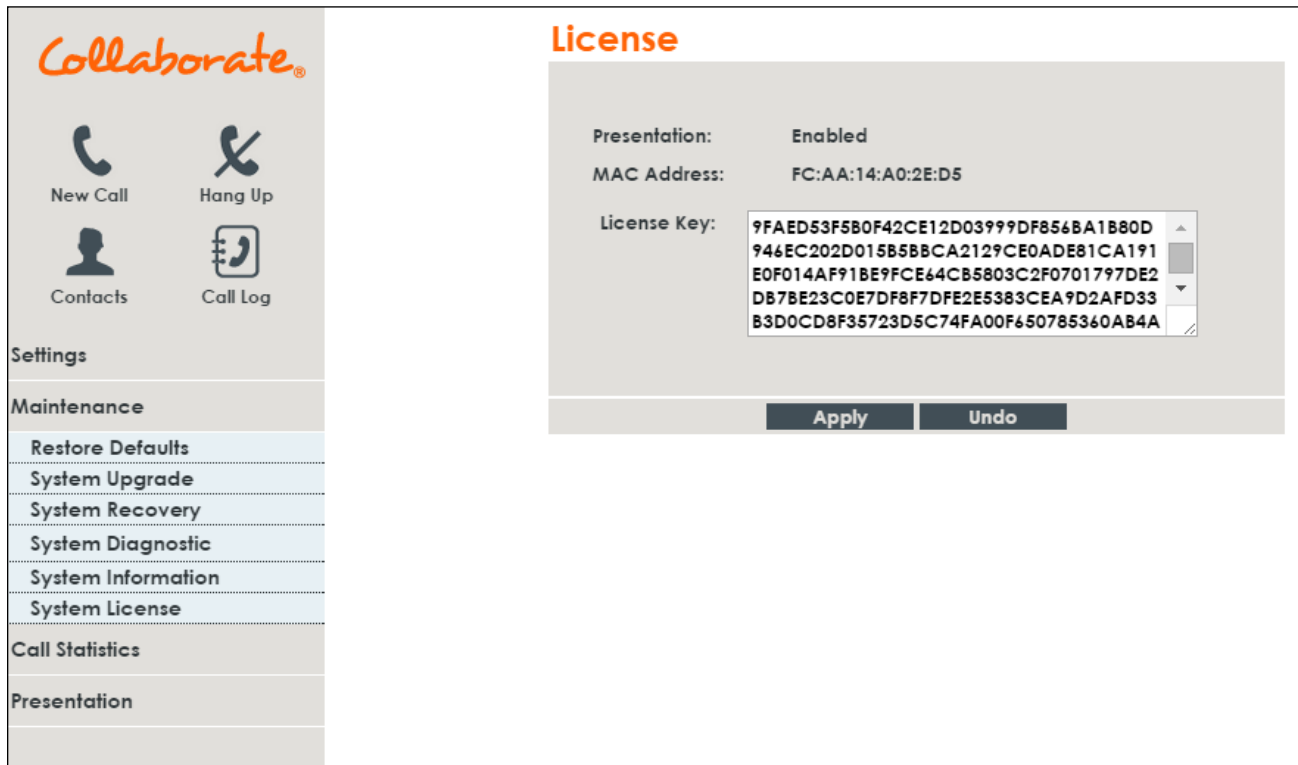 Collaborate®
New Call
Hang Up
Contacts
Call Log
Settings
Maintenance
Restore Defaults
System Upgrade
System Recovery
System Diagnostic
System Information
System License
Call Statistics
Presentation
License
Presentation: Enabled
MAC Address: FC:AA:14:A0:2E:D5
License Key:
9FAED53F5B0F42CE12D03999DF856BA1B80D
946EC202D015B5BBCA2129CE0ADE81CA191
E0F014AF91BE9FCE64CB5803C2F0701797DE2
DB7BE23C0E7DF8F7DFE2E5383CEA9D2AFD33
B3D0CD8F35723D5C74FA00F650785360AB4A
Apply
Undo